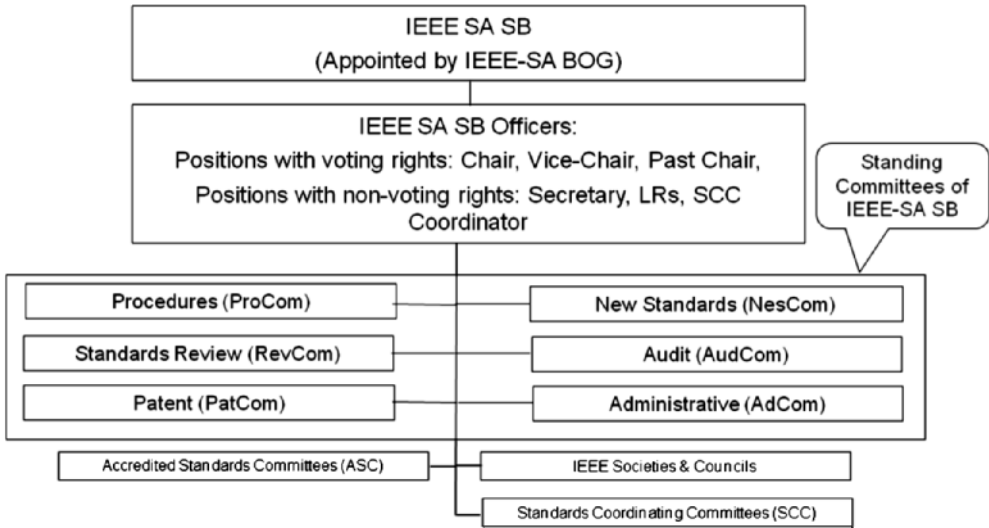 IEEE SA SB
(Appointed by IEEE-SA BOG)
IEEE SA SB Officers:
Positions with voting rights: Chair, Vice-Chair, Past Chair,
Positions with non-voting rights: Secretary, LRs, SCC
Coordinator
Standing
Committees of
IEEE-SA SB
Procedures (ProCom)
New Standards (NesCom)
Standards Review (RevCom)
Audit (AudCom)
Patent (PatCom)
Administrative (AdCom)
Accredited Standards Committees (ASC)
IEEE Societies & Councils
Standards Coordinating Committees (SCC)